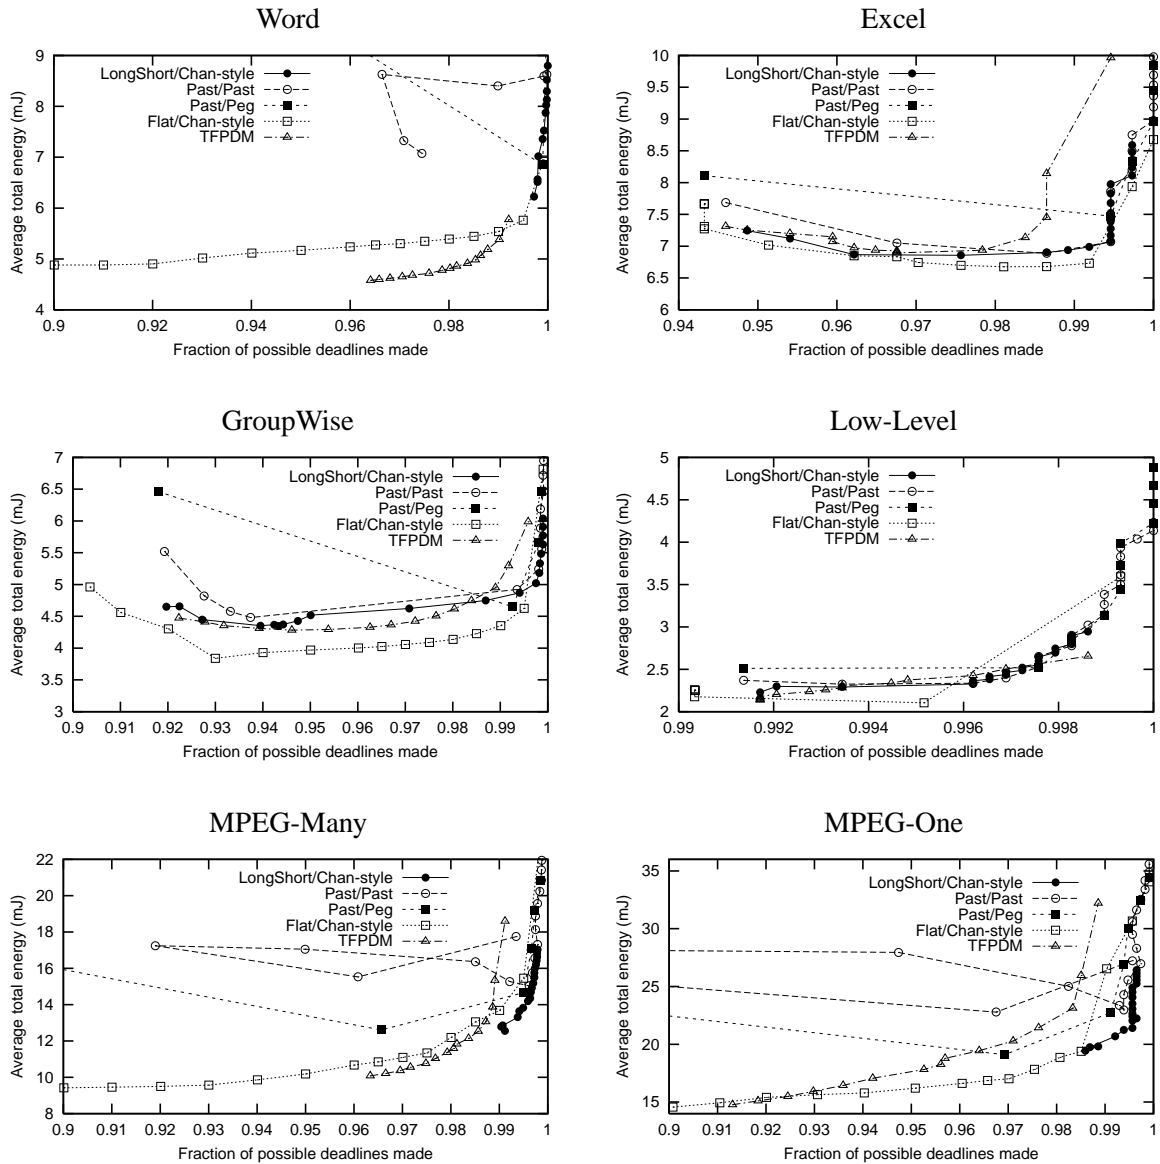 Word
9
8
7
6
5
4
0.9
0.92
0.94
0.96
0.98
1
Average total energy (mJ)
Fraction of possible deadlines made
LongShort/Chan-style
Past/Past
Past/Peg
Flat/Chan-style
TFPDM
Excel
10
9.5
9
8.5
8
7.5
7
6.5
6
0.94
0.95
0.96
0.97
0.98
0.99
1
Average total energy (mJ)
Fraction of possible deadlines made
LongShort/Chan-style
Past/Past
Past/Peg
Flat/Chan-style
TFPDM
GroupWise
7
6.5
6
5.5
5
4.5
4
3.5
3
0.9
0.91
0.92
0.93
0.94
0.95
0.96
0.97
0.98
0.99
1
Average total energy (mJ)
Fraction of possible deadlines made
LongShort/Chan-style
Past/Past
Past/Peg
Flat/Chan-style
TFPDM
Low-Level
5
4.5
4
3.5
3
2.5
2
0.99
0.992
0.994
0.996
0.998
1
Average total energy (mJ)
Fraction of possible deadlines made
LongShort/Chan-style
Past/Past
Past/Peg
Flat/Chan-style
TFPDM
MPEG-Many
22
20
18
16
14
12
10
8
0.9
0.91
0.92
0.93
0.94
0.95
0.96
0.97
0.98
0.99
1
Average total energy (mJ)
Fraction of possible deadlines made
LongShort/Chan-style
Past/Past
Past/Peg
Flat/Chan-style
TFPDM
MPEG-One
35
30
25
20
15
0.9
0.91
0.92
0.93
0.94
0.95
0.96
0.97
0.98
0.99
1
Average total energy (mJ)
Fraction of possible deadlines made
LongShort/Chan-style
Past/Past
Past/Peg
Flat/Chan-style
TFPDM